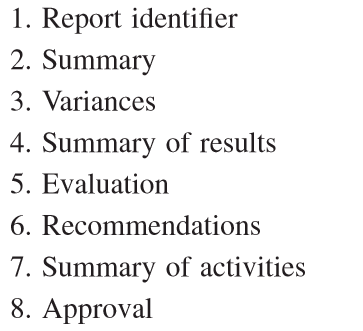 1. Report identifier
2. Summary
3. Variances
4. Summary of results
5. Evaluation
6. Recommendations
7. Summary of activities
8. Approval